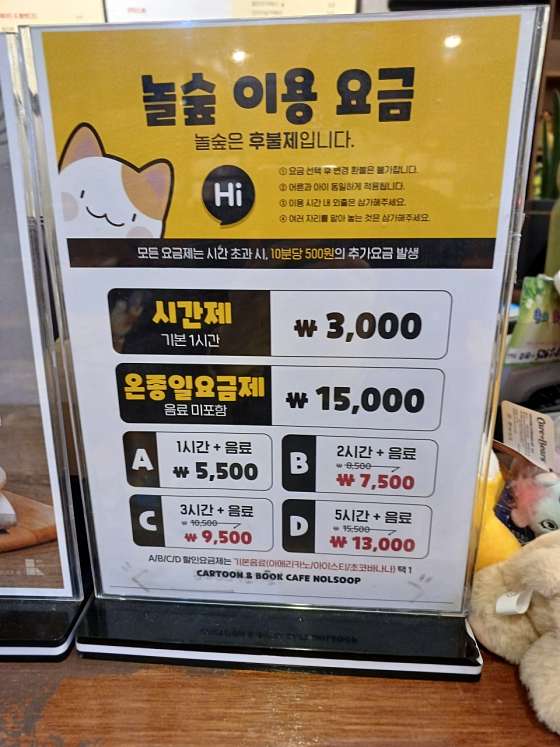 놀숲 이용 요금
놀숲은 후불제입니다.
Hi
① 요금 선택 후 변경 환불은 불가합니다.
② 어른과 아이 동일하게 적용됩니다.
③ 이용 시간 내 외출은 삼가해주세요.
④ 여러 자리를 맡아 놓는 것은 삼가해주세요.
모든 요금제는 시간 초과 시, 10분당 500원의 추가요금 발생
시간제
기본 1시간
₩ 3,000
온종일요금제
음료 미포함
₩ 15,000
A
1시간 + 음료
₩ 5,500
B
2시간 + 음료
₩ 8,500
₩ 7,500
C
3시간 + 음료
₩ 10,500
₩ 9,500
D
5시간 + 음료
₩ 15,500
₩ 13,000
A/B/C/D 할인요금제는 기본음료(아메리카노/아이스티/초코바나나) 택 1
CARTOON & BOOK CAFE NOLSOOP
Care Bears